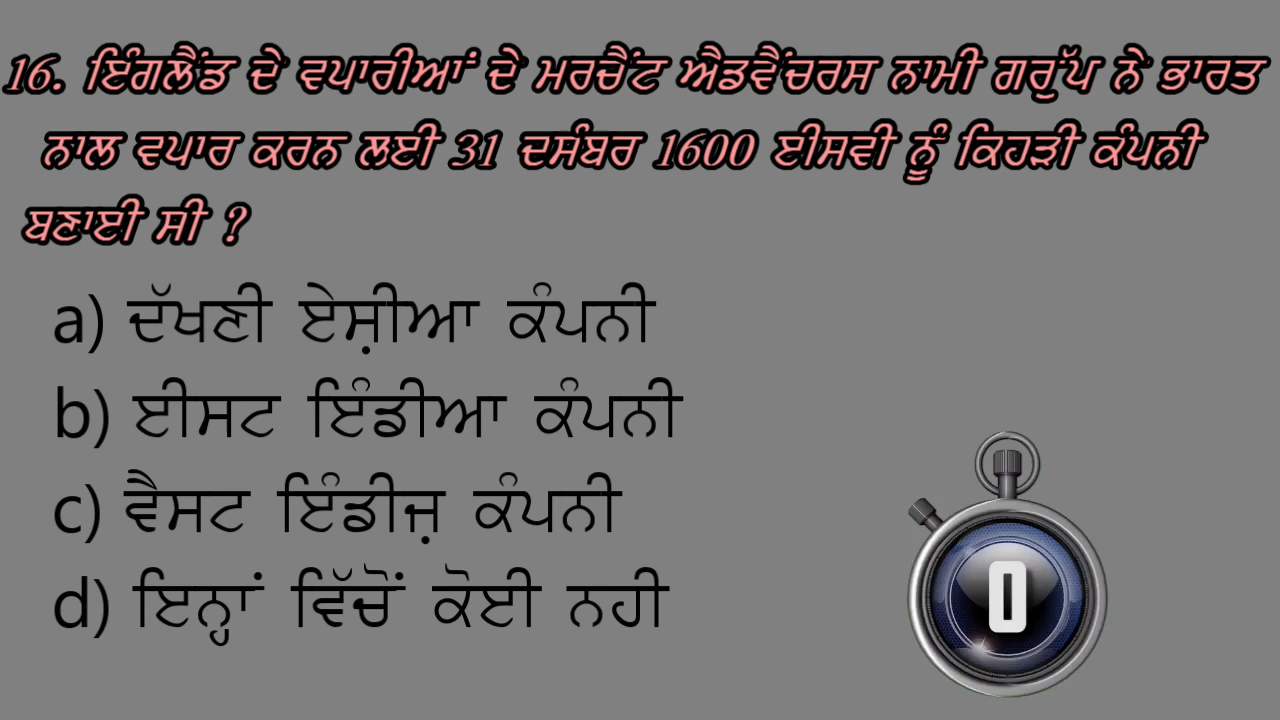 16. ਇੰਗਲੈਂਡ ਦੇ ਵਪਾਰੀਆਂ ਦੇ ਮਰਚੈਂਟ ਐਡਵੈਂਚਰਸ ਨਾਮੀ ਗਰੁੱਪ ਨੇ ਭਾਰਤ
ਨਾਲ ਵਪਾਰ ਕਰਨ ਲਈ 31 ਦਸੰਬਰ 1600 ਈਸਵੀ ਨੂੰ ਕਿਹੜੀ ਕੰਪਨੀ
ਬਣਾਈ ਸੀ ?
a) ਦੱਖਣੀ ਏਸ਼ੀਆ ਕੰਪਨੀ
b) ਈਸਟ ਇੰਡੀਆ ਕੰਪਨੀ
c) ਵੈਸਟ ਇੰਡੀਜ਼ ਕੰਪਨੀ
d) ਇਨ੍ਹਾਂ ਵਿੱਚੋਂ ਕੋਈ ਨਹੀ
0